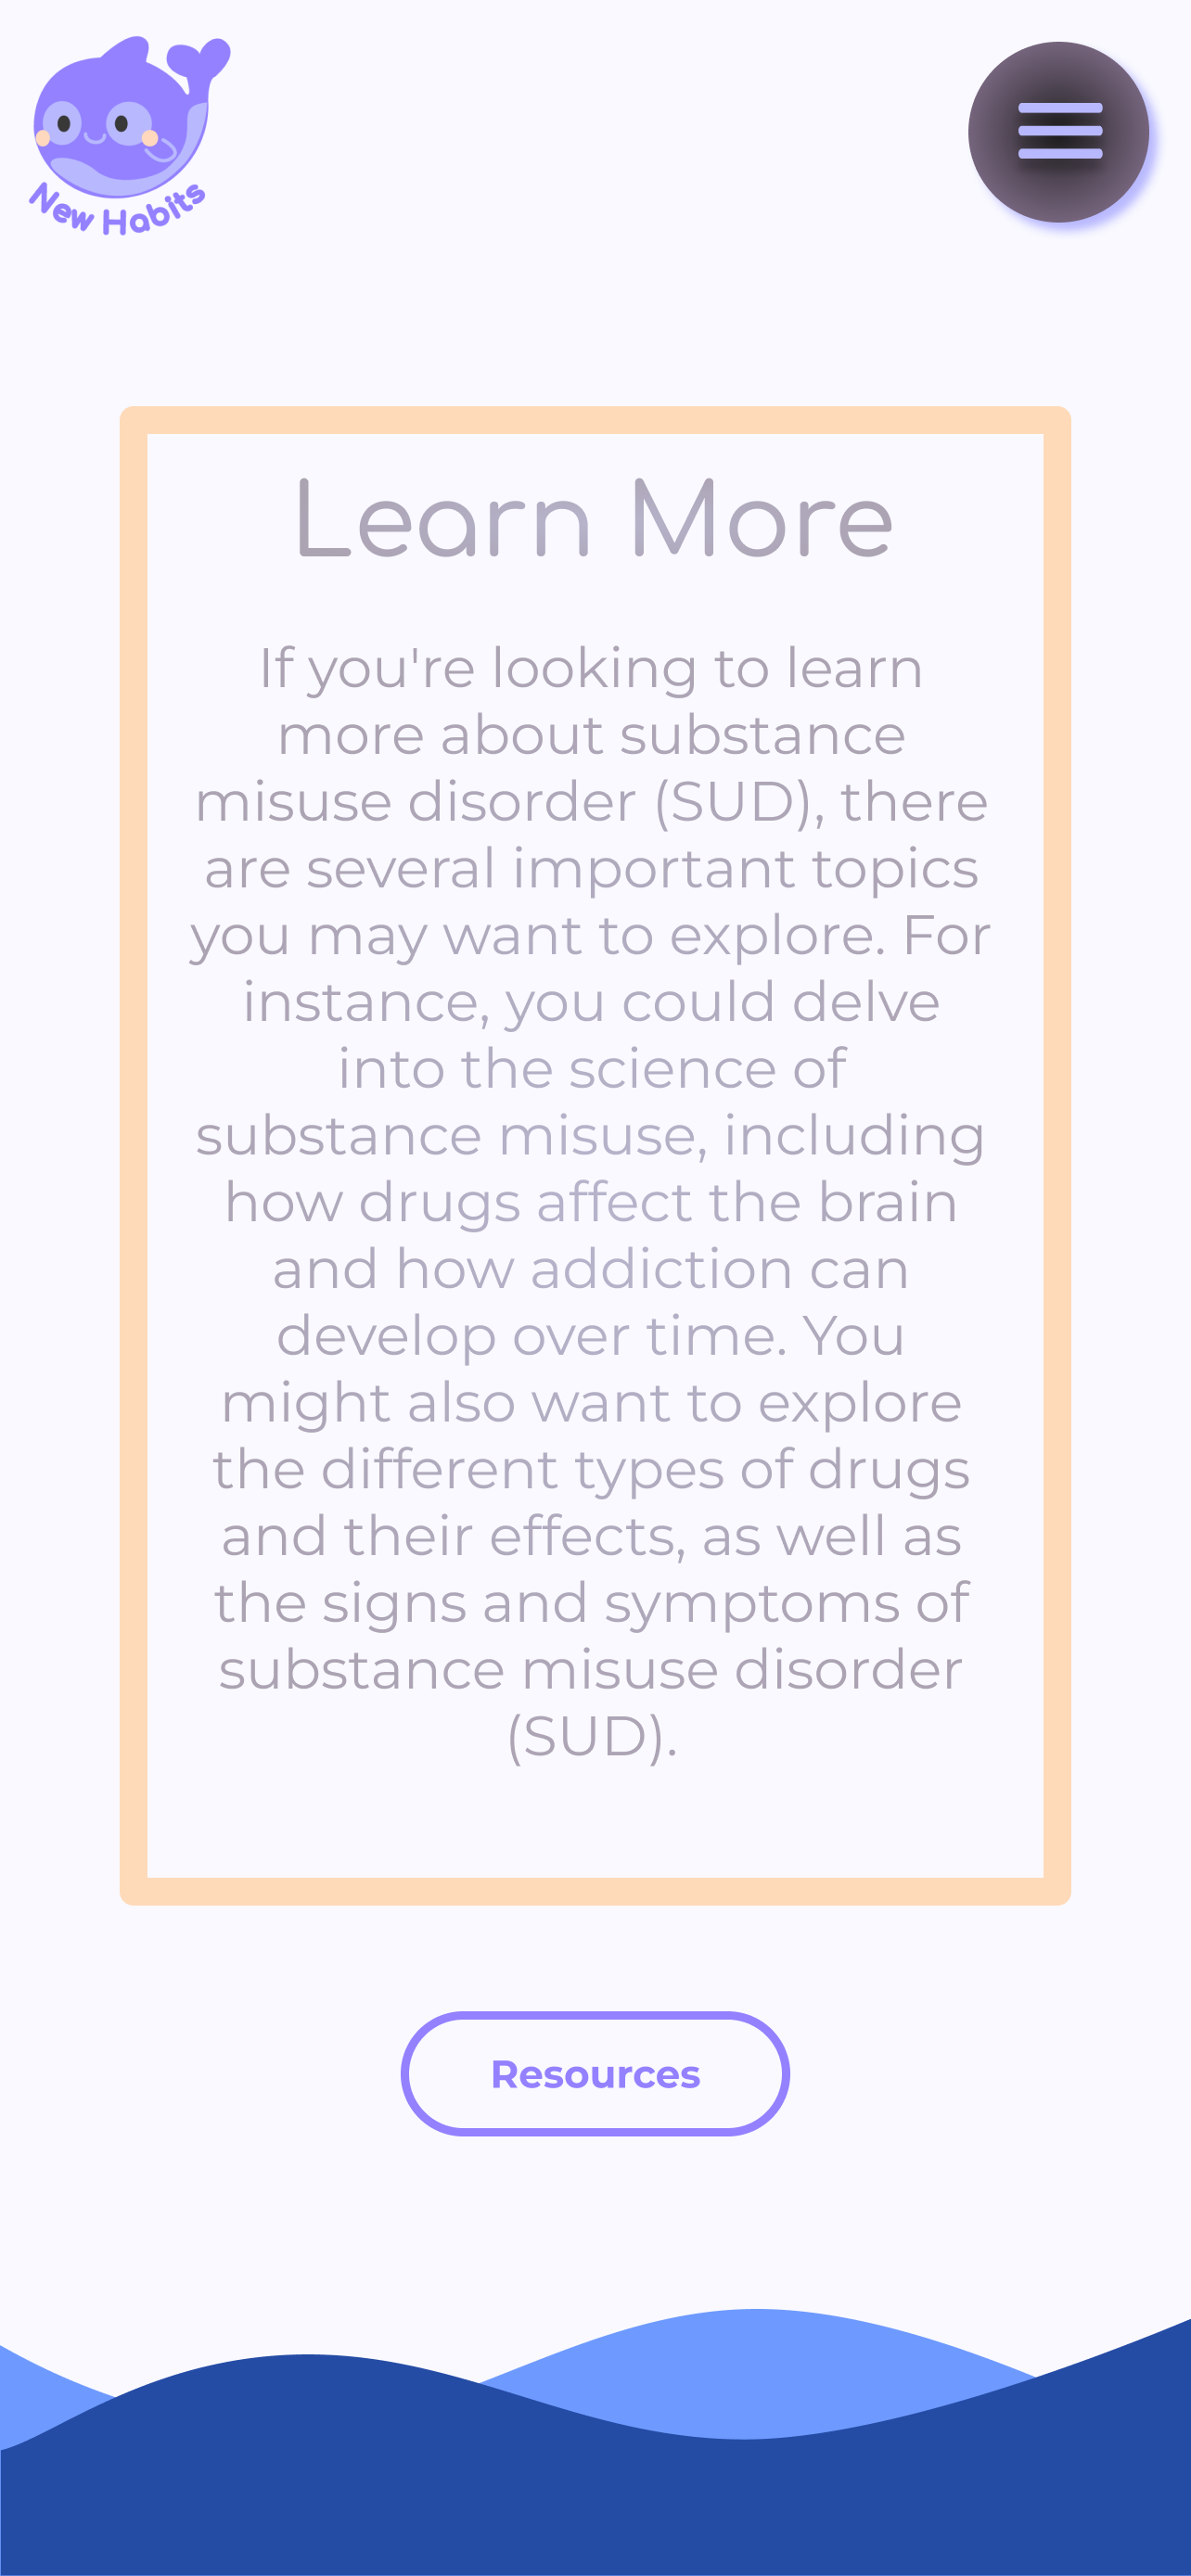 New Habits
Learn More
If you're looking to learn
more about substance
misuse disorder (SUD), there
are several important topics
you may want to explore. For
instance, you could delve
into the science of
substance misuse, including
how drugs affect the brain
and how addiction can
develop over time. You
might also want to explore
the different types of drugs
and their effects, as well as
the signs and symptoms of
substance misuse disorder
(SUD).
Resources